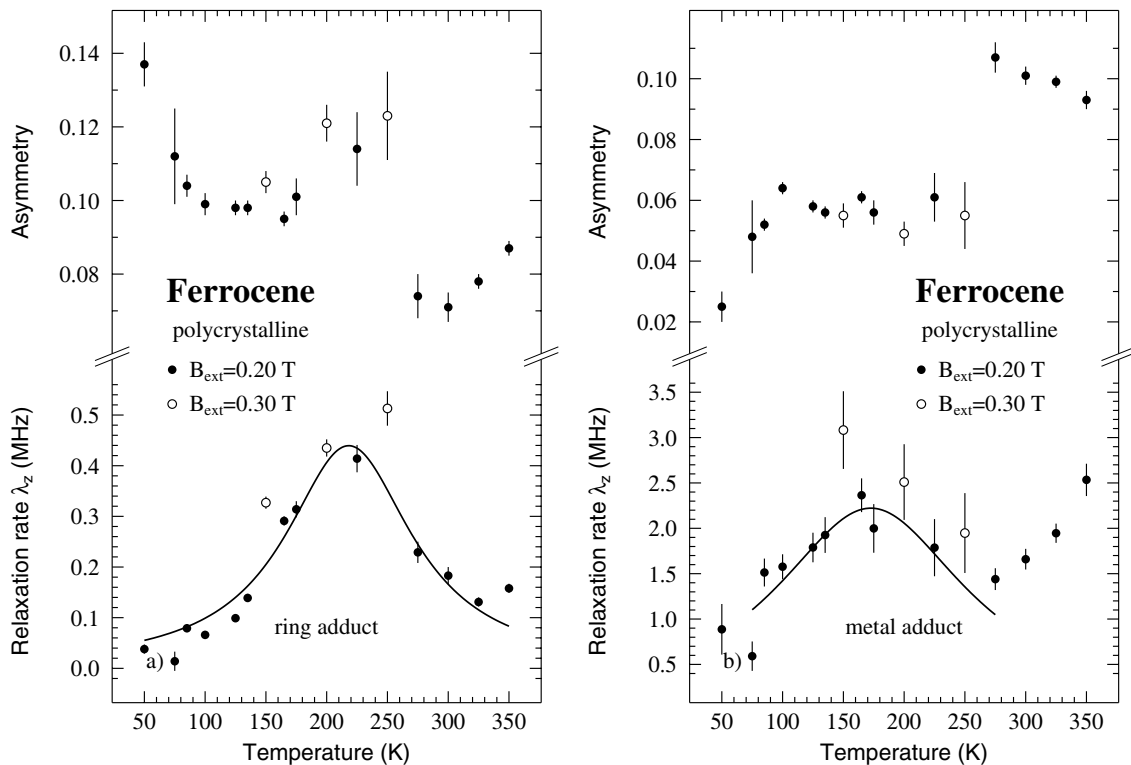 Asymmetry
0.14
0.12
0.10
0.08
Ferrocene
polycrystalline
B_ext=0.20 T
B_ext=0.30 T
Relaxation rate λ_z (MHz)
0.5
0.4
0.3
0.2
0.1
0.0
a)
ring adduct
50 100 150 200 250 300 350
Temperature (K)
Asymmetry
0.10
0.08
0.06
0.04
0.02
Ferrocene
polycrystalline
B_ext=0.20 T
B_ext=0.30 T
Relaxation rate λ_z (MHz)
3.5
3.0
2.5
2.0
1.5
1.0
0.5
b)
metal adduct
50 100 150 200 250 300 350
Temperature (K)